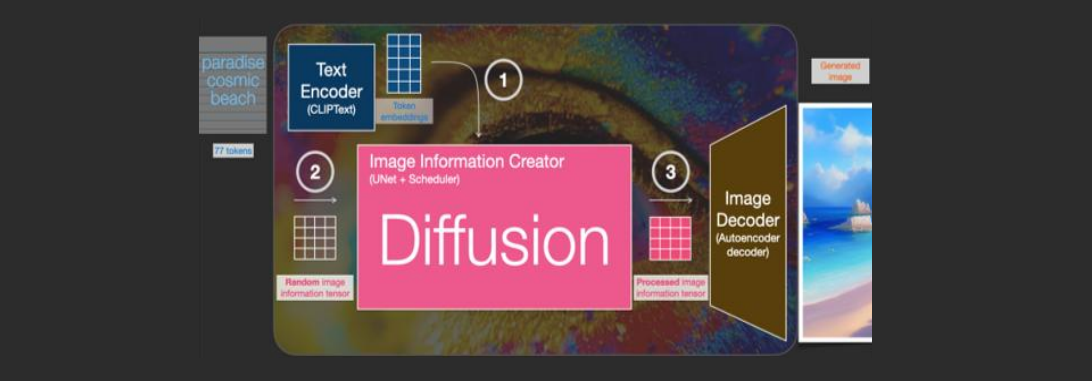 paradise
cosmic
beach
77 tokens
Text
Encoder
(CLIPText)
Token
embeddings
1
Generated
image
2
Random image
information tensor
Image Information Creator
(UNet + Scheduler)
Diffusion
3
Processed image
information tensor
Image
Decoder
(Autoencoder
decoder)